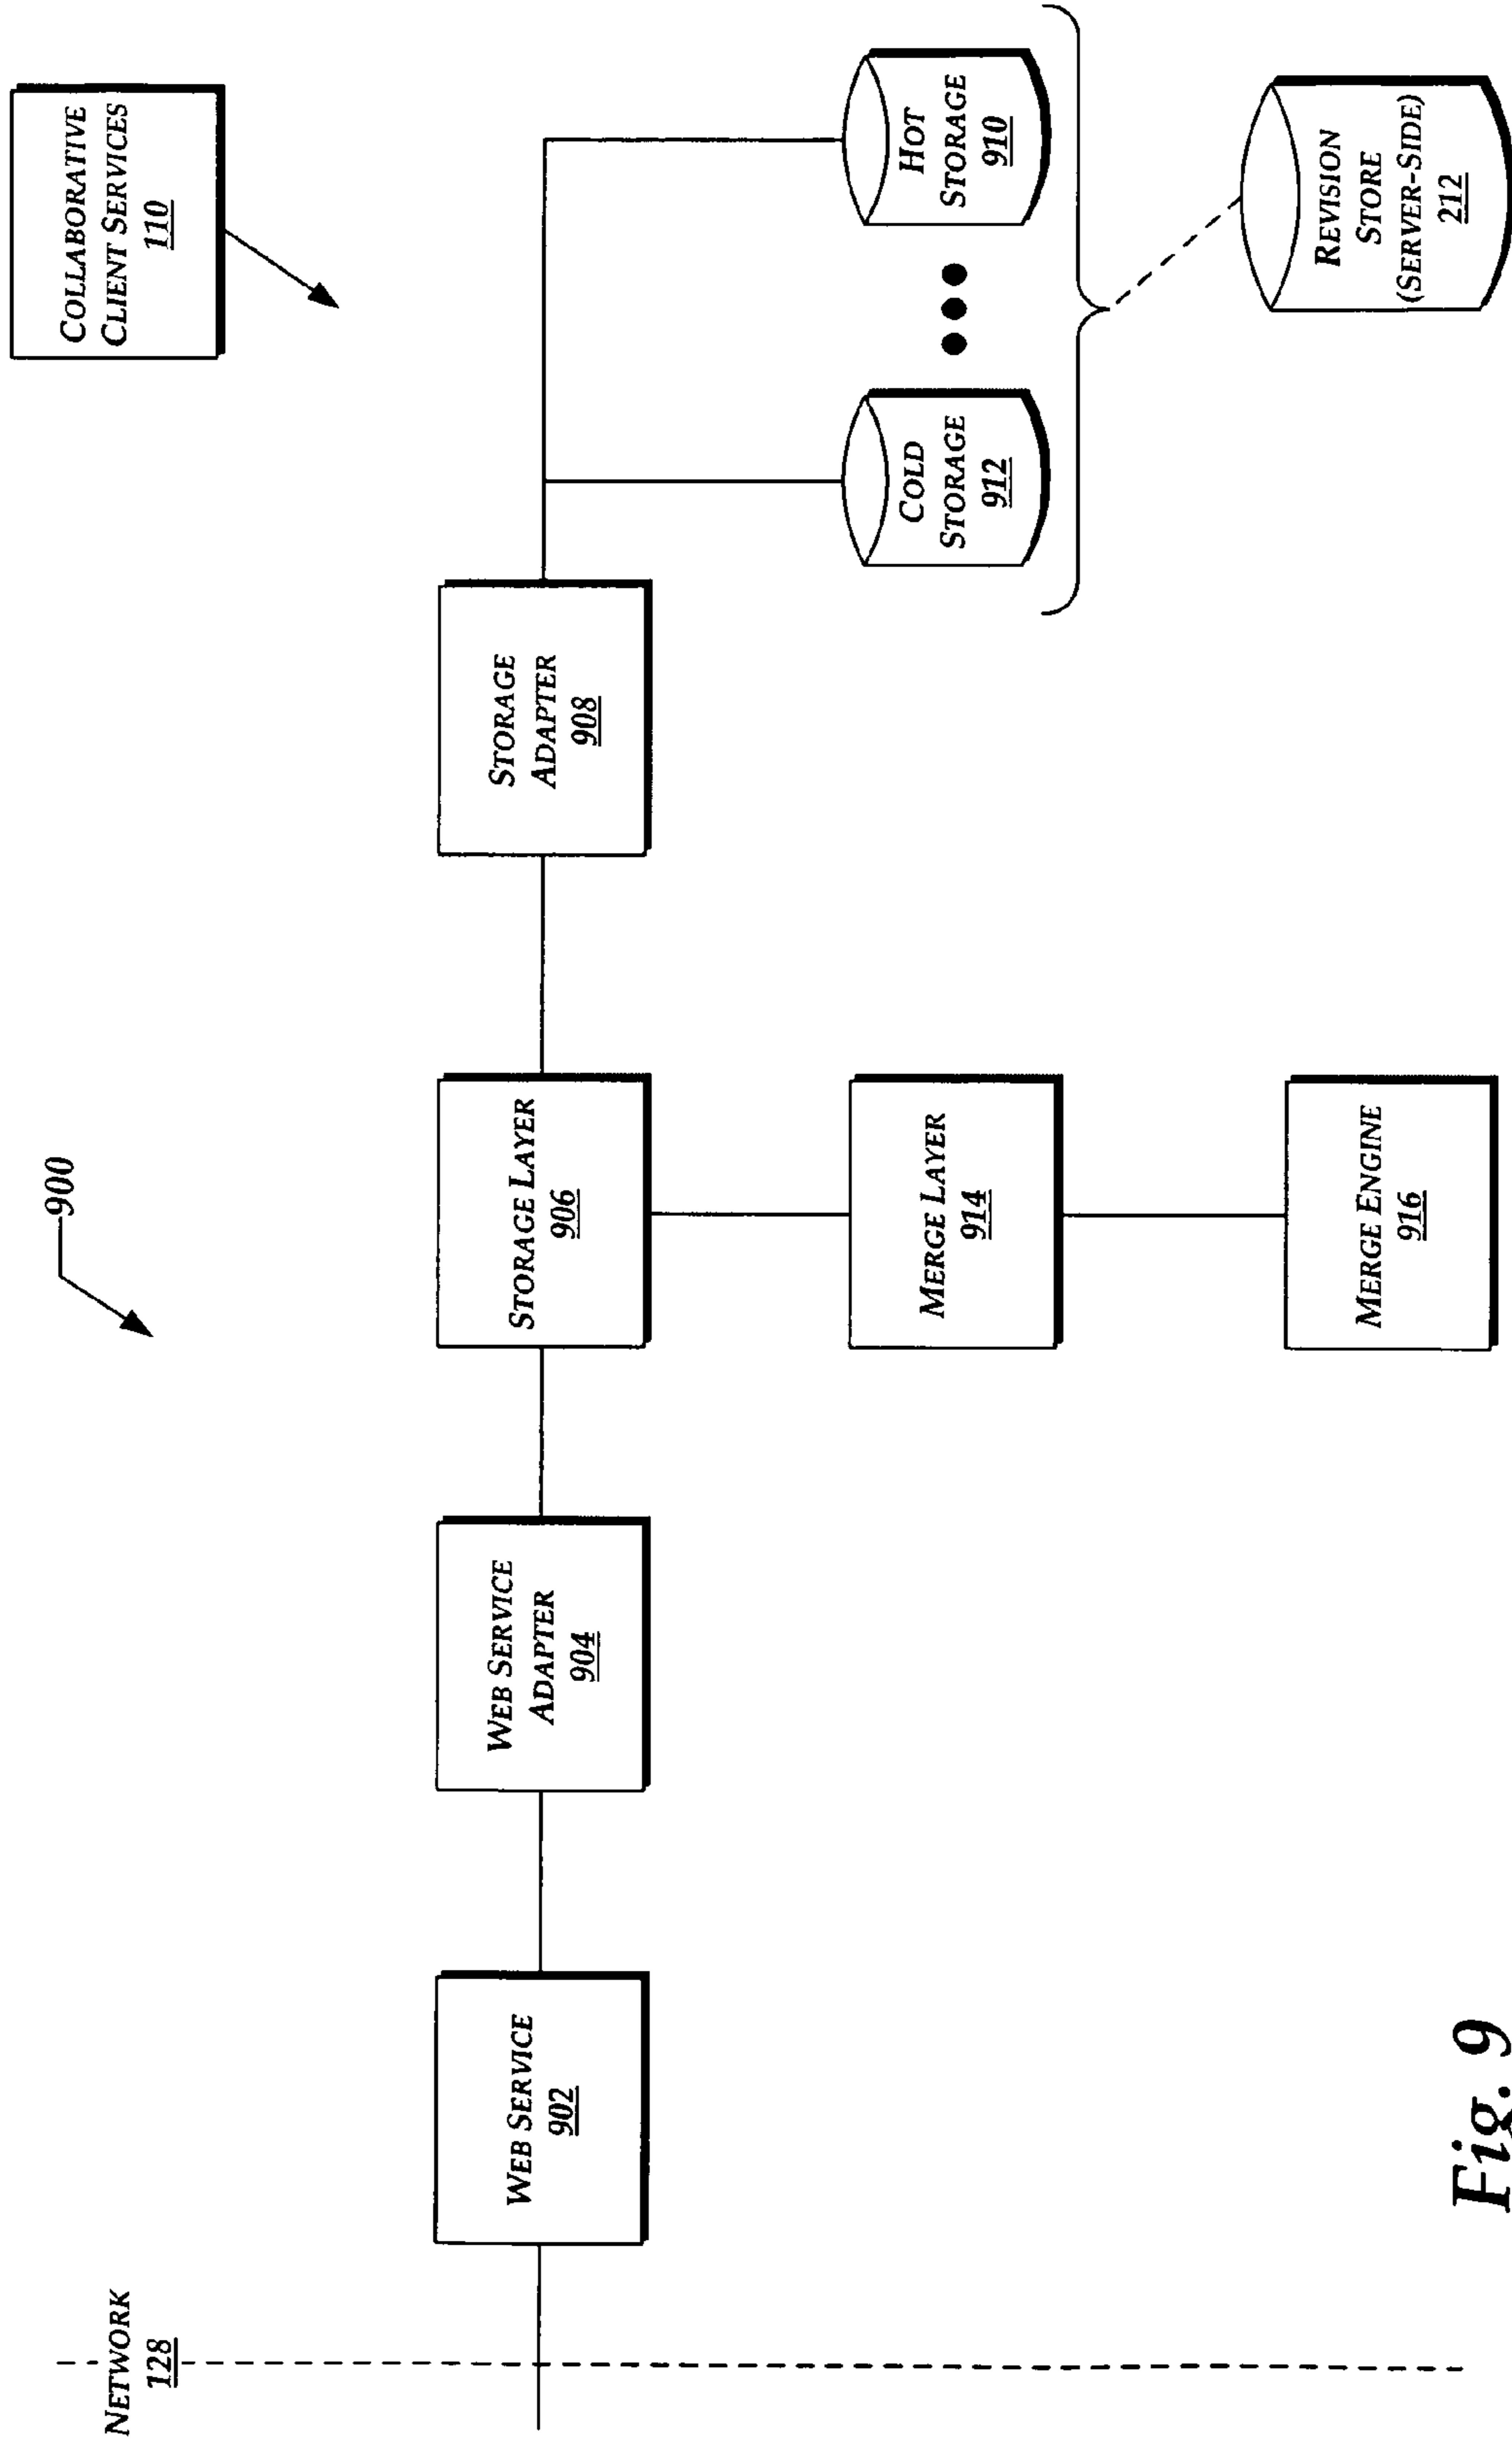 900
COLLABORATIVE
CLIENT SERVICES
110
NETWORK
128
WEB SERVICE
902
WEB SERVICE
ADAPTER
904
STORAGE LAYER
906
STORAGE
ADAPTER
908
MERGE LAYER
914
COLD
STORAGE
912
HOT
STORAGE
910
MERGE ENGINE
916
REVISION
STORE
(SERVER-SIDE)
212
Fig. 9